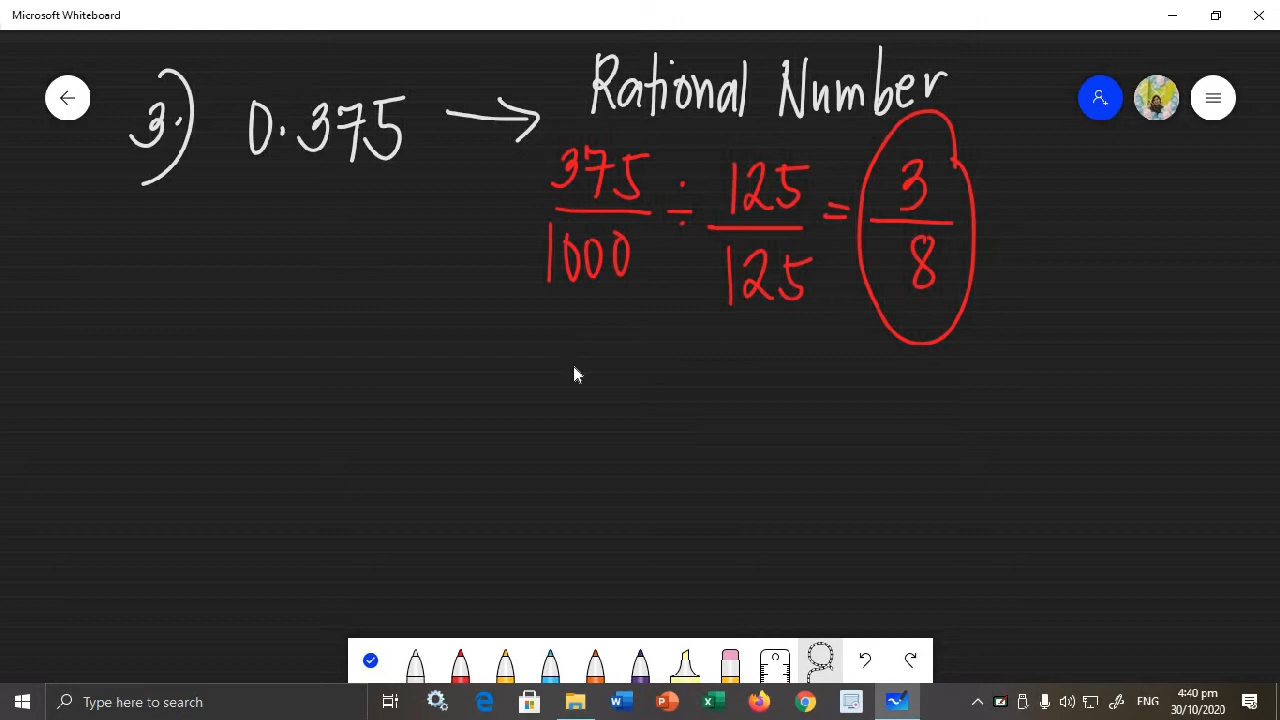 Microsoft Whiteboard
3.) 0.375 → Rational Number
375/1000 ÷ 125/125 = 3/8
Type here to search
ENG
4:40 pm
30/10/2020